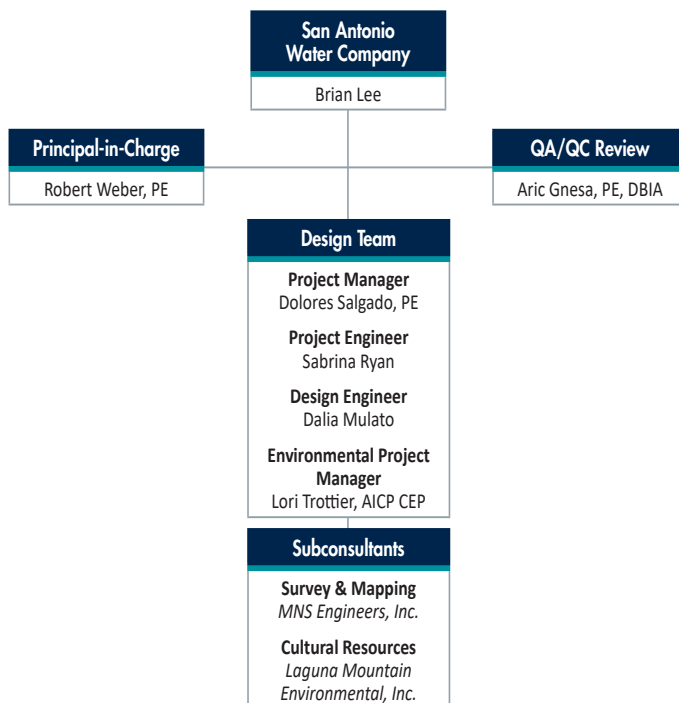 San Antonio
Water Company
Brian Lee
Principal-in-Charge
Robert Weber, PE
QA/QC Review
Aric Gnesa, PE, DBIA
Design Team
Project Manager
Dolores Salgado, PE
Project Engineer
Sabrina Ryan
Design Engineer
Dalia Mulato
Environmental Project
Manager
Lori Trottier, AICP CEP
Subconsultants
Survey & Mapping
MNS Engineers, Inc.
Cultural Resources
Laguna Mountain
Environmental, Inc.